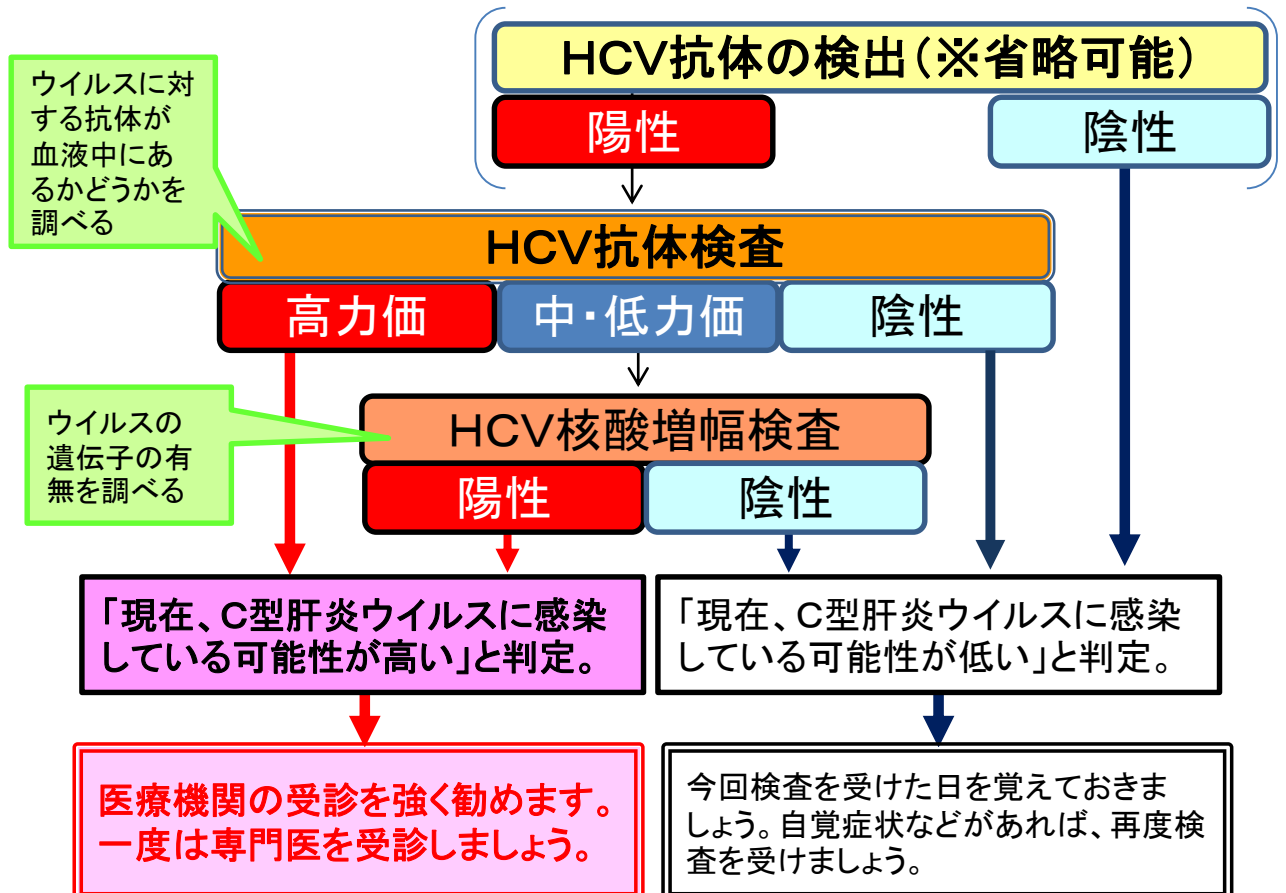 HCV抗体の検出(※省略可能)
陽性
陰性
ウイルスに対
する抗体が
血液中にあ
るかどうかを
調べる
HCV抗体検査
高力価
中・低力価
陰性
ウイルスの
遺伝子の有
無を調べる
HCV核酸増幅検査
陽性
陰性
「現在、C型肝炎ウイルスに感染
している可能性が高い」と判定。
「現在、C型肝炎ウイルスに感染
している可能性が低い」と判定。
医療機関の受診を強く勧めます。
一度は専門医を受診しましょう。
今回検査を受けた日を覚えておきま
しょう。自覚症状などがあれば、再度検
査を受けましょう。